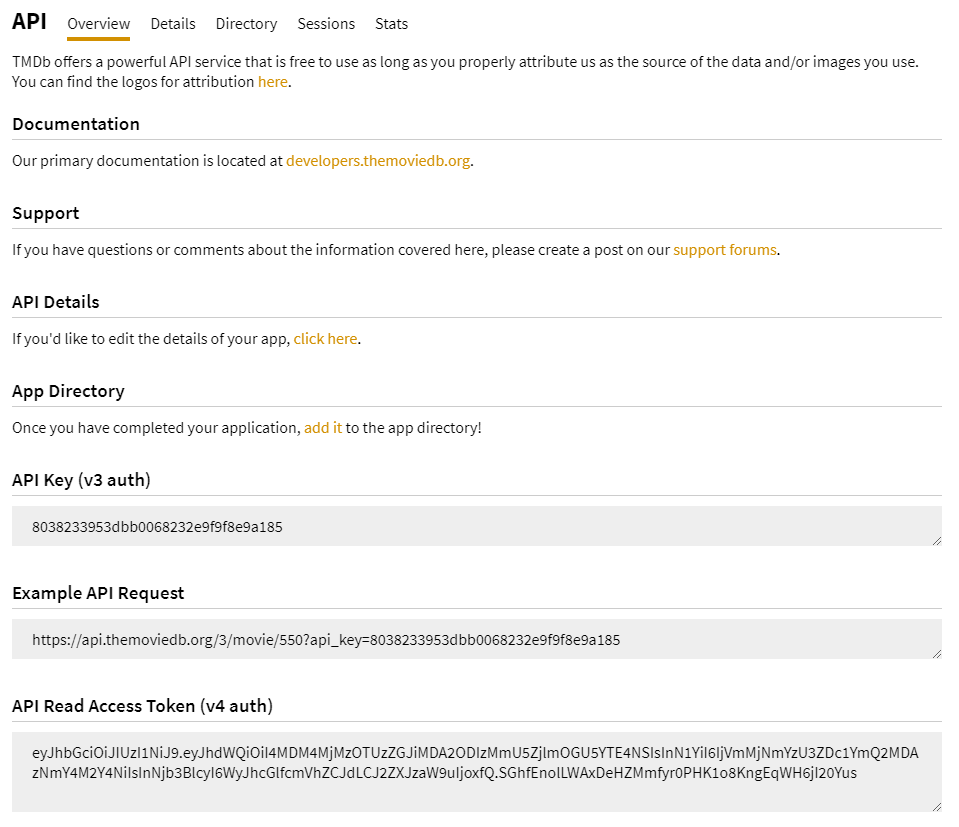 API Overview Details Directory Sessions Stats
TMDb offers a powerful API service that is free to use as long as you properly attribute us as the source of the data and/or images you use.
You can find the logos for attribution here.
Documentation
Our primary documentation is located at developers.themoviedb.org.
Support
If you have questions or comments about the information covered here, please create a post on our support forums.
API Details
If you'd like to edit the details of your app, click here.
App Directory
Once you have completed your application, add it to the app directory!
API Key (v3 auth)
8038233953dbb0068232e9f9f8e9a185
Example API Request
https://api.themoviedb.org/3/movie/550?api_key=8038233953dbb0068232e9f9f8e9a185
API Read Access Token (v4 auth)
eyJhbGciOiJIUzI1NiJ9.eyJhdWQiOiI4MDM4MjMzOTUzZGJiMDA2ODIzMmU5ZjlmOGU5YTE4NSIsInN1YiI6IjVmMjNmYzU3ZDc1YmQ2MDA
zNmY4M2Y4NiIsInNjb3BlcyI6WyJhcGlfcmVhZCJdLCJ2ZXJzaW9uIjoxfQ.SGhfEnolLWAxDeHZMmfyr0PHK1o8KngEqWH6jI20Yus